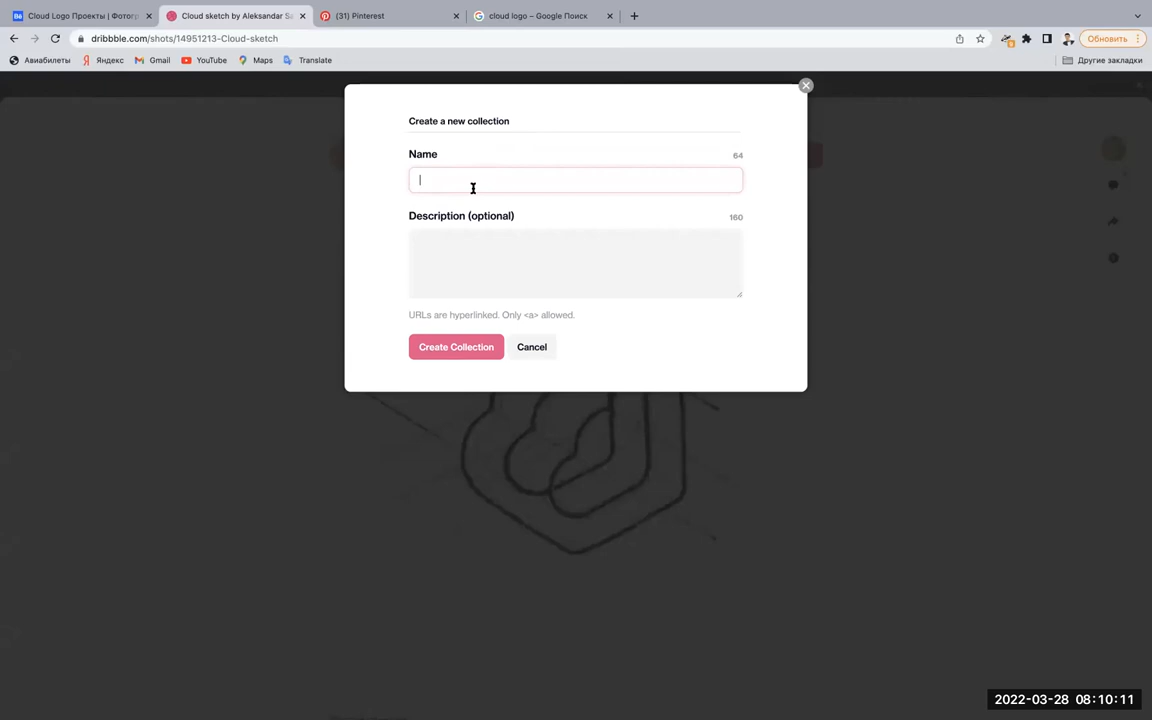 Cloud Logo Проекты | Фотогр
Cloud sketch by Aleksandar Sa
(31) Pinterest
cloud logo – Google Поиск
dribbble.com/shots/14951213-Cloud-sketch
Обновить
Авиабилеты
Яндекс
Gmail
YouTube
Maps
Translate
Другие закладки
Create a new collection
Name
64
Description (optional)
160
URLs are hyperlinked. Only <a> allowed.
Create Collection
Cancel
2022-03-28 08:10:11